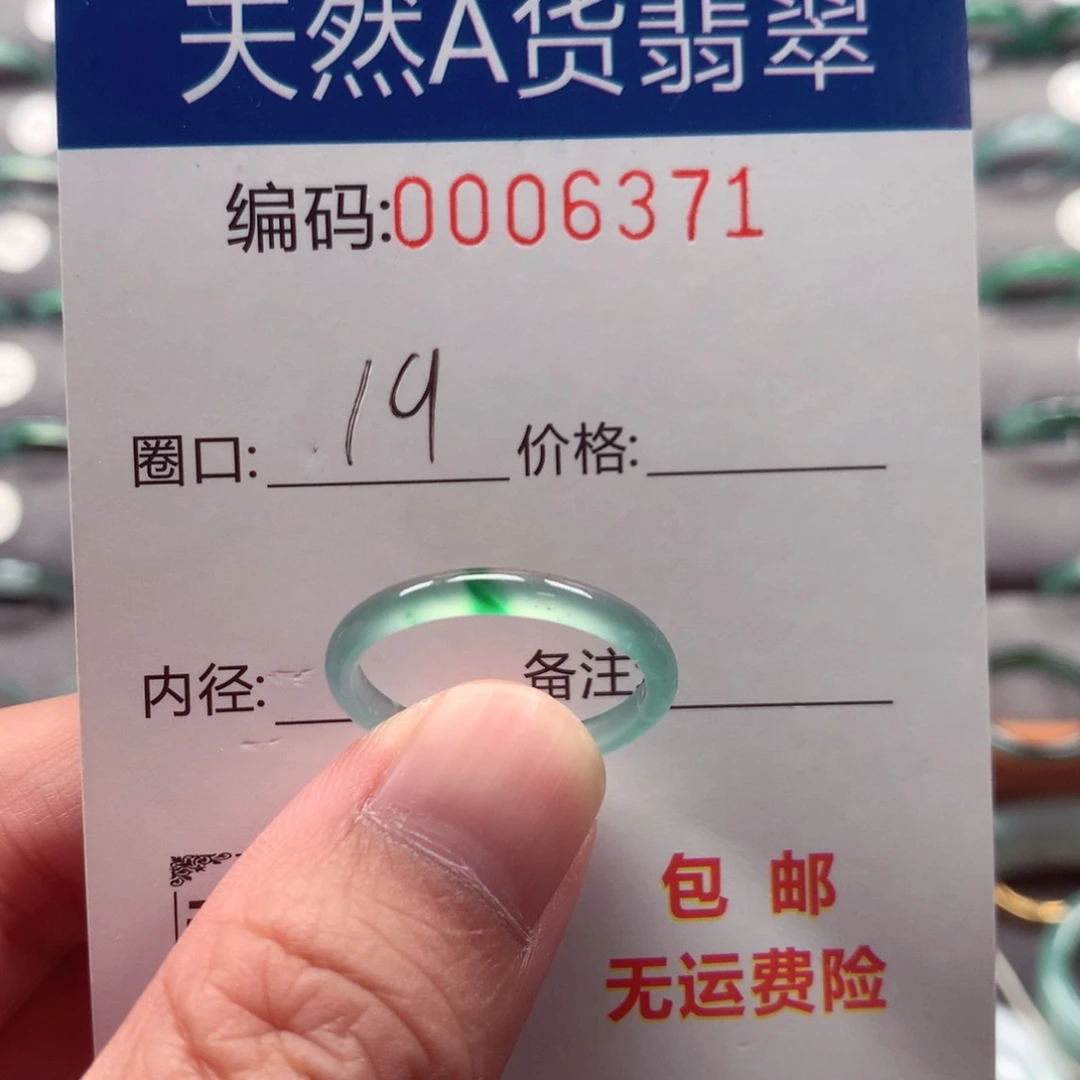 天然A货翡翠
编码:0006371
圈口: 19 价格:
内径: 备注:
包 邮
无运费险